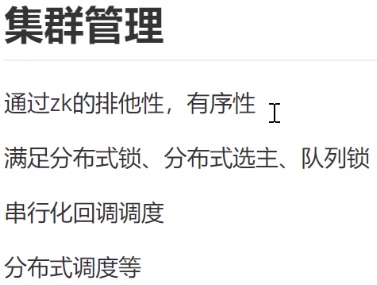 集群管理
通过zk的排他性，有序性
满足分布式锁、分布式选主、队列锁
串行化回调调度
分布式调度等